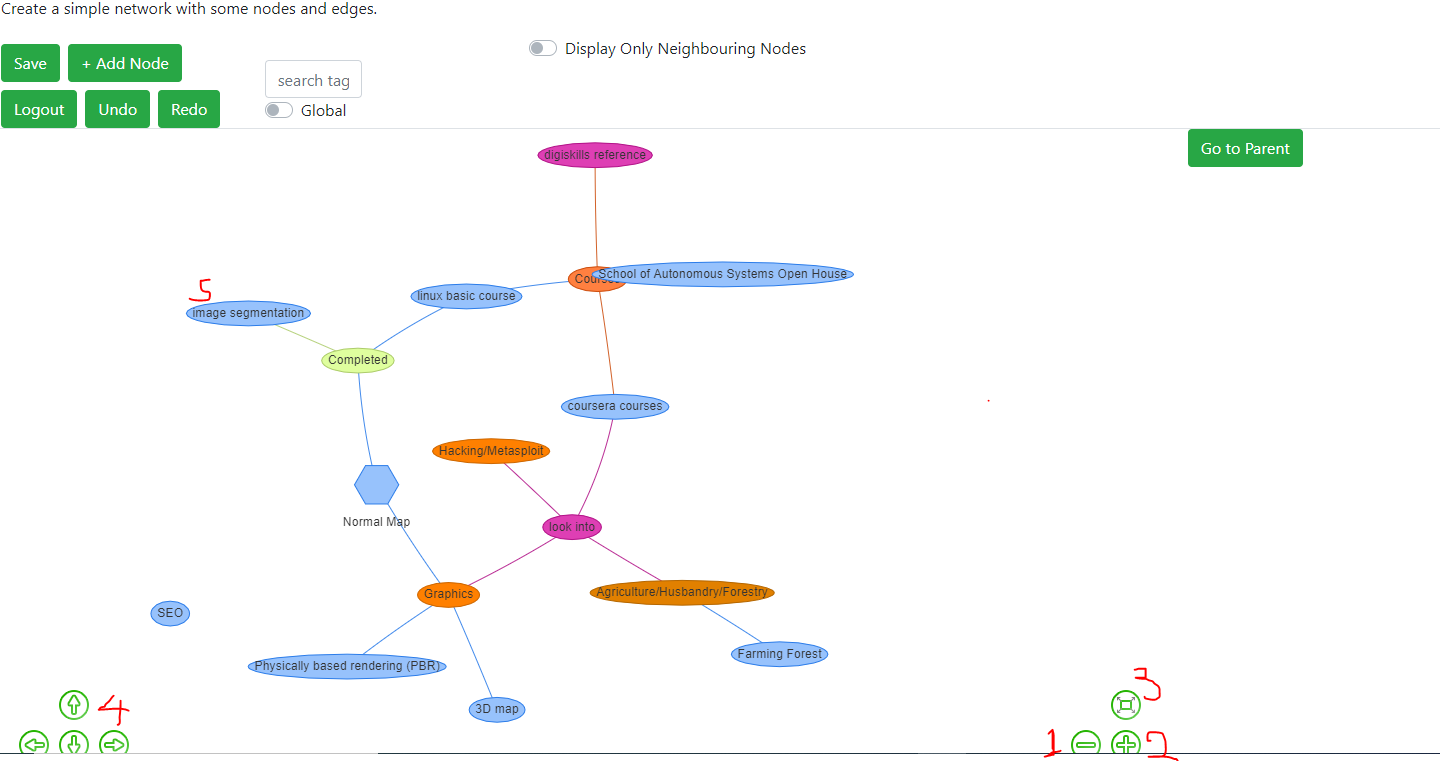 Create a simple network with some nodes and edges.
Display Only Neighbouring Nodes
Save
+ Add Node
search tag
Logout
Undo
Redo
Global
Go to Parent
digiskills reference
School of Autonomous Systems Open House
linux basic course
5
image segmentation
Completed
coursera courses
Hacking/Metasploit
Normal Map
look into
Graphics
Agriculture/Husbandry/Forestry
SEO
Farming Forest
Physically based rendering (PBR)
3D map
4
3
1
2